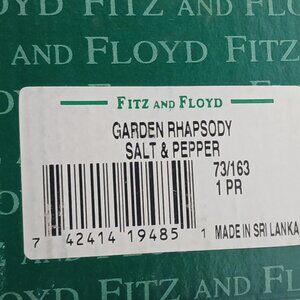 D FITZ AND FLO
AND FLOYD FITZ
FITZ AND FLOYD
GARDEN RHAPSODY
SALT & PEPPER
73/163
1 PR
7 42414 19485 1 MADE IN SRI LANKA
FITZ AND FLOYD